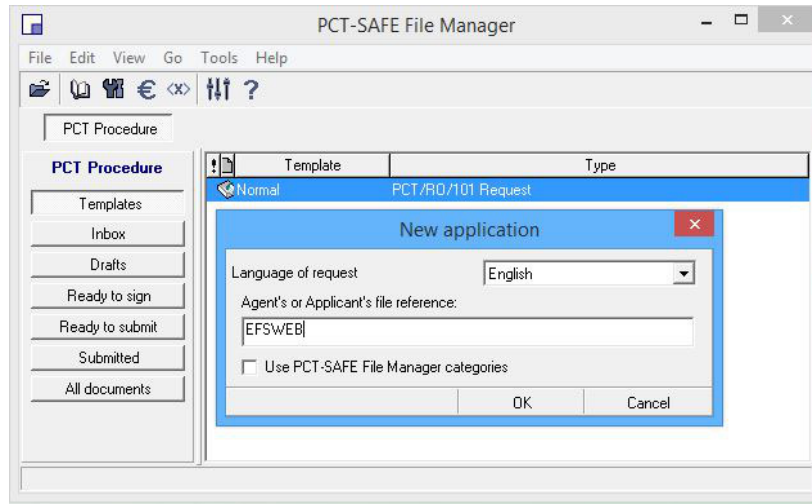 PCT-SAFE File Manager
File Edit View Go Tools Help
€ <x> ?
PCT Procedure
PCT Procedure
Templates
Inbox
Drafts
Ready to sign
Ready to submit
Submitted
All documents
! Template Type
Normal PCT/RO/101 Request
New application
Language of request English
Agent's or Applicant's file reference:
EFSWEB
Use PCT-SAFE File Manager categories
OK Cancel